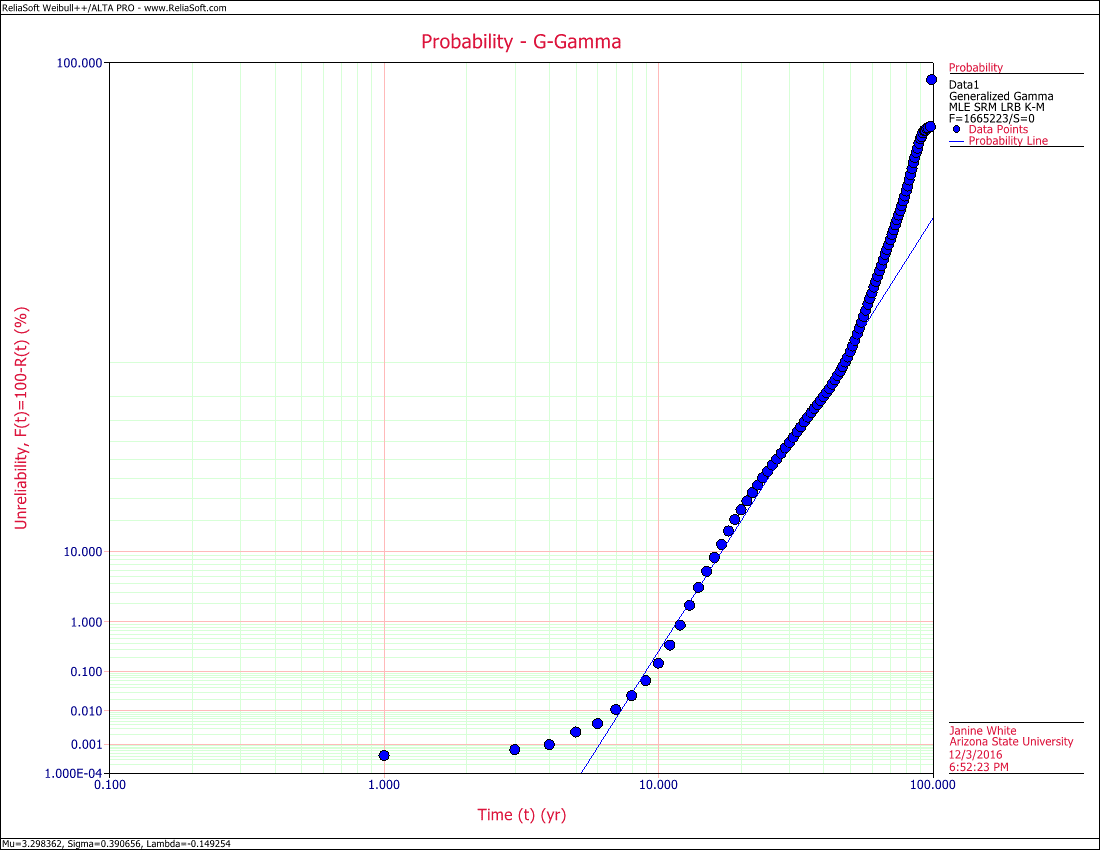 ReliaSoft Weibull++/ALTA PRO - www.ReliaSoft.com
Probability - G-Gamma
Unreliability, F(t)=100-R(t) (%)
100.000
10.000
1.000
0.100
0.010
0.001
1.000E-04
0.100
1.000
10.000
100.000
Time (t) (yr)
Probability
Data1
Generalized Gamma
MLE SRM LRB K-M
F=1665223/S=0
Data Points
Probability Line
Janine White
Arizona State University
12/3/2016
6:52:23 PM
Mu=3.298362, Sigma=0.390656, Lambda=-0.149254